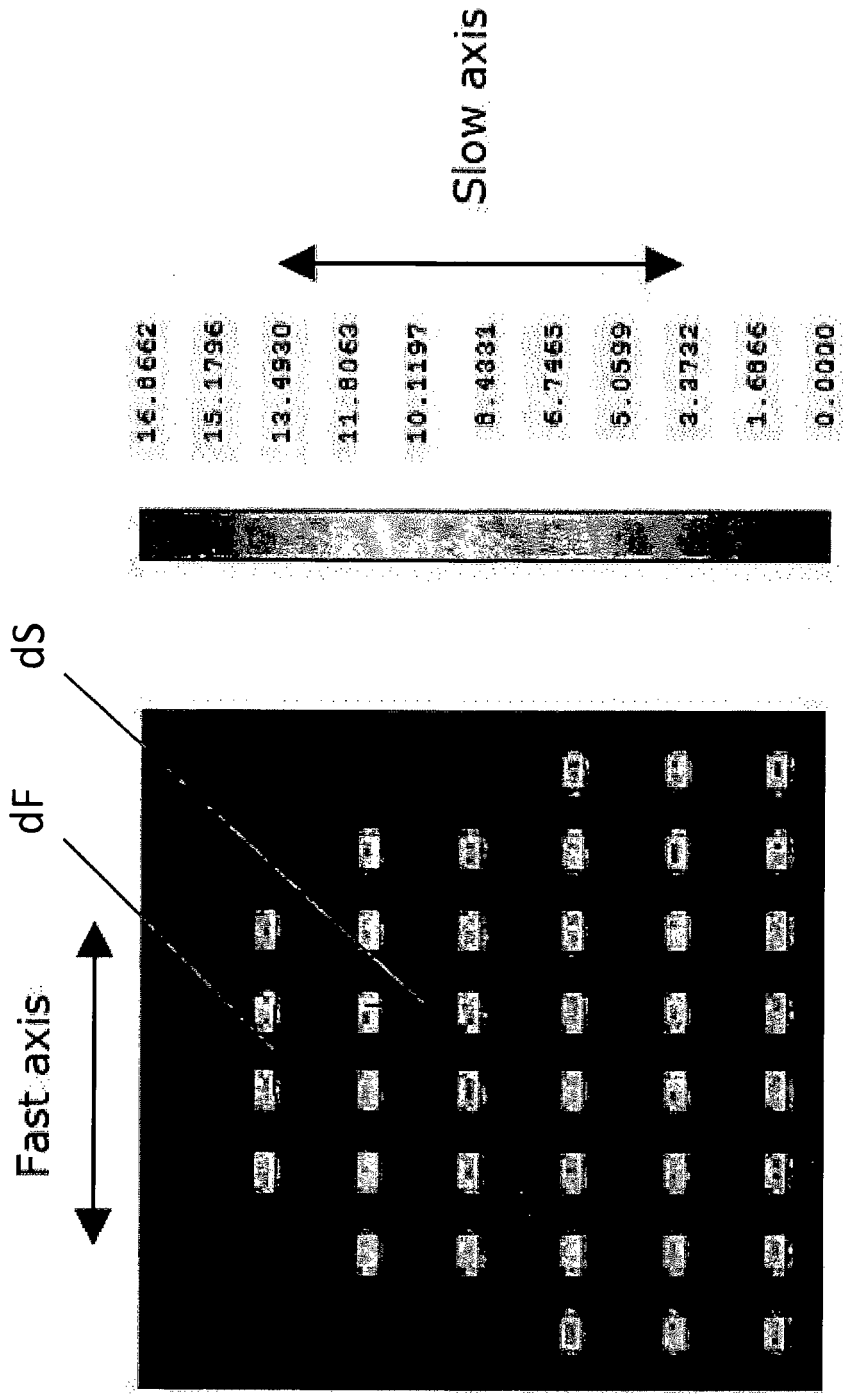 Fast axis
dF
dS
16.8662
15.1796
13.4930
11.8063
10.1197
8.4331
6.7465
5.0599
3.3732
1.6866
0.0000
Slow axis